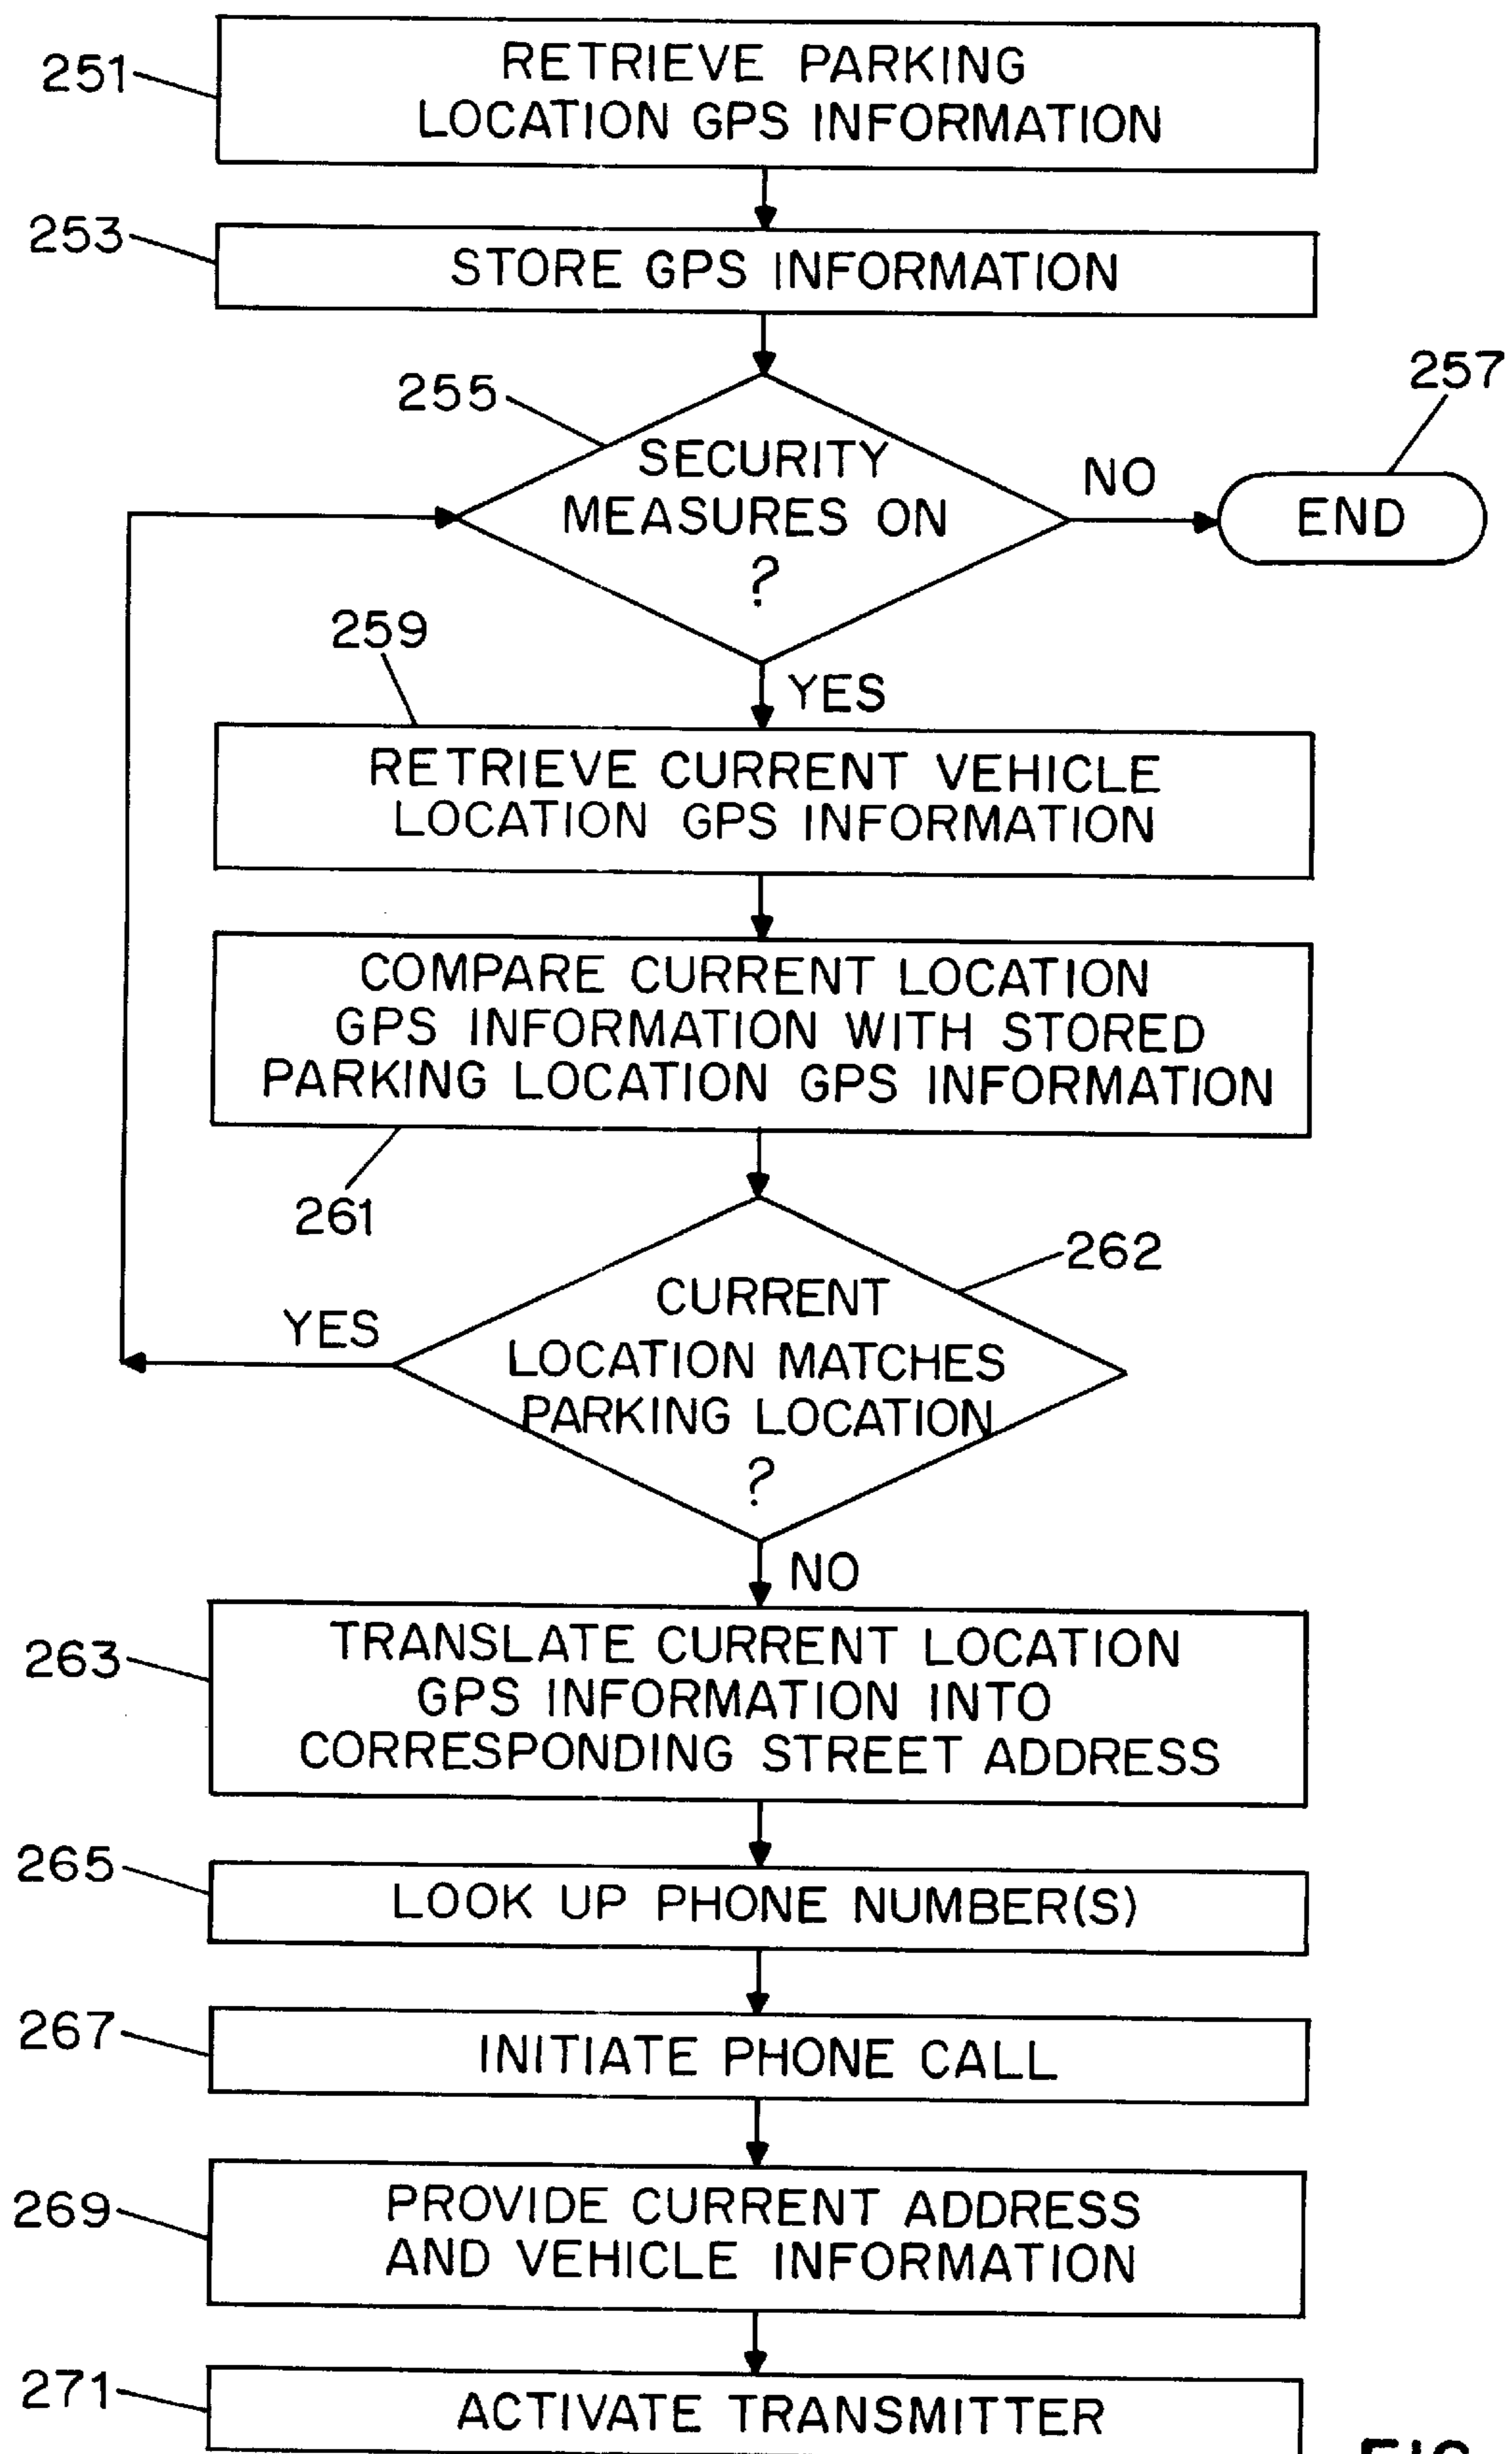 251
RETRIEVE PARKING
LOCATION GPS INFORMATION
253
STORE GPS INFORMATION
255
SECURITY
MEASURES ON
?
NO
257
END
YES
259
RETRIEVE CURRENT VEHICLE
LOCATION GPS INFORMATION
COMPARE CURRENT LOCATION
GPS INFORMATION WITH STORED
PARKING LOCATION GPS INFORMATION
261
262
CURRENT
LOCATION MATCHES
PARKING LOCATION
?
YES
NO
263
TRANSLATE CURRENT LOCATION
GPS INFORMATION INTO
CORRESPONDING STREET ADDRESS
265
LOOK UP PHONE NUMBER(S)
267
INITIATE PHONE CALL
269
PROVIDE CURRENT ADDRESS
AND VEHICLE INFORMATION
271
ACTIVATE TRANSMITTER